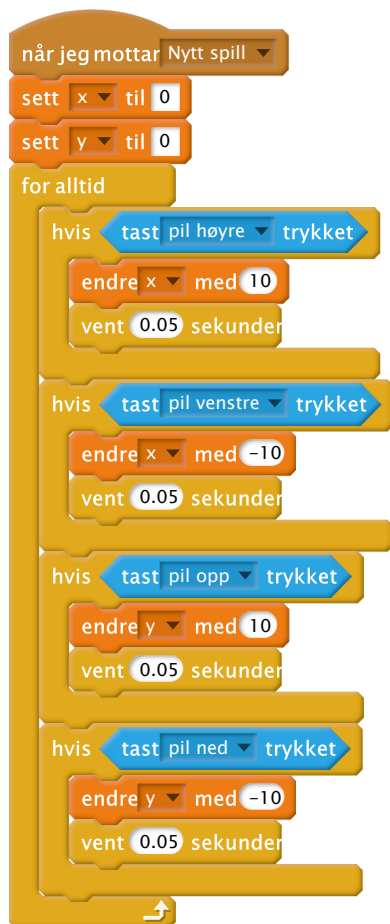 når jeg mottar Nytt spill
sett x til 0
sett y til 0
for alltid
hvis tast pil høyre trykket
endre x med 10
vent 0.05 sekunder
hvis tast pil venstre trykket
endre x med -10
vent 0.05 sekunder
hvis tast pil opp trykket
endre y med 10
vent 0.05 sekunder
hvis tast pil ned trykket
endre y med -10
vent 0.05 sekunder